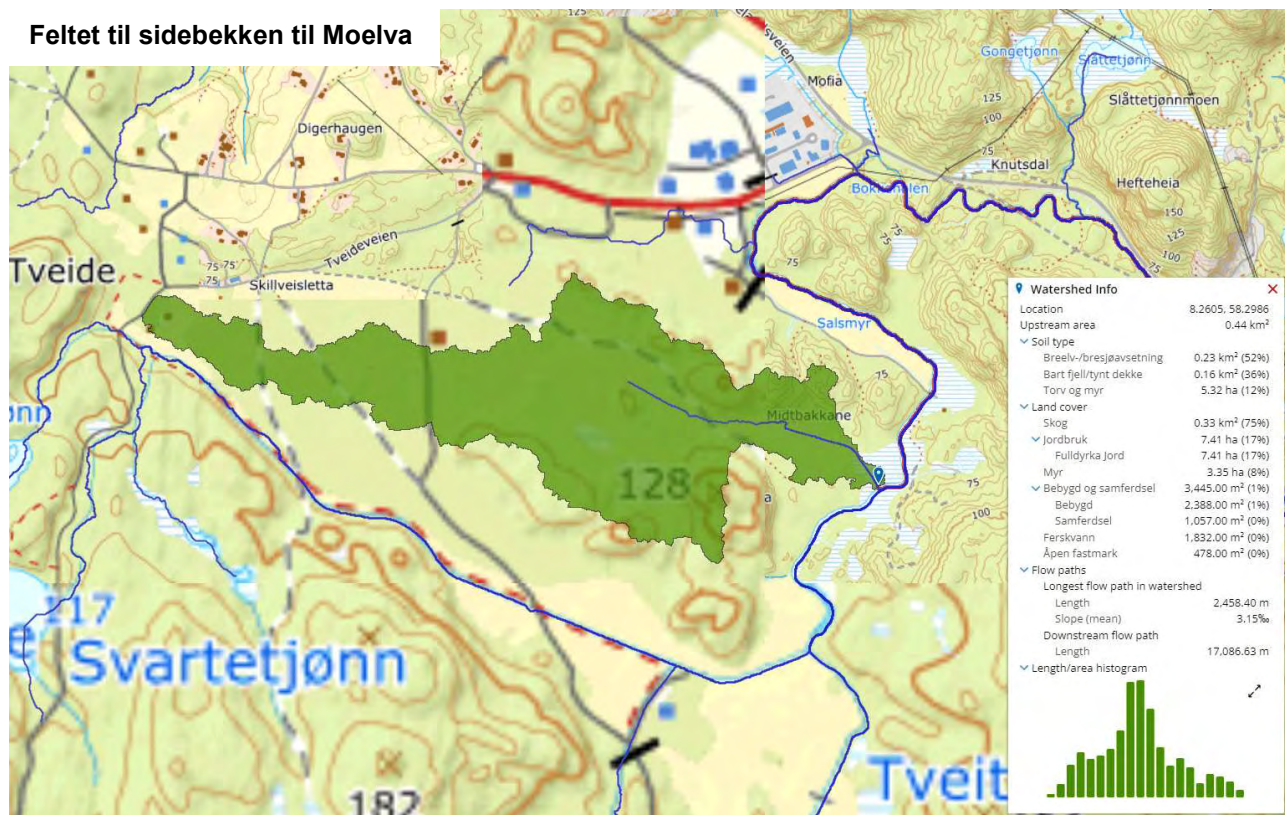 Feltet til sidebekken til Moelva
125
Mofia
Gongetjønn
Slåttetjønn
Slåttetjønnmoen
125
100
75
Digerhaugen
Knutsdal
Hefteheia
150
125
100
75
Tveideveien
75
75
75
75
75
Tveide
75
Skillveisletta
Salsmyr
75
Midtbakkane
128
75
100
117
Svartetjønn
182
Tveit
Watershed Info
Location 8.2605, 58.2986
Upstream area 0.44 km²
Soil type
Breelv-/bresjøavsetning 0.23 km² (52%)
Bart fjell/tynt dekke 0.16 km² (36%)
Torv og myr 5.32 ha (12%)
Land cover
Skog 0.33 km² (75%)
Jordbruk 7.41 ha (17%)
Fulldyrka Jord 7.41 ha (17%)
Myr 3.35 ha (8%)
Bebygd og samferdsel 3,445.00 m² (1%)
Bebygd 2,388.00 m² (1%)
Samferdsel 1,057.00 m² (0%)
Ferskvann 1,832.00 m² (0%)
Åpen fastmark 478.00 m² (0%)
Flow paths
Longest flow path in watershed
Length 2,458.40 m
Slope (mean) 3.15‰
Downstream flow path
Length 17,086.63 m
Length/area histogram